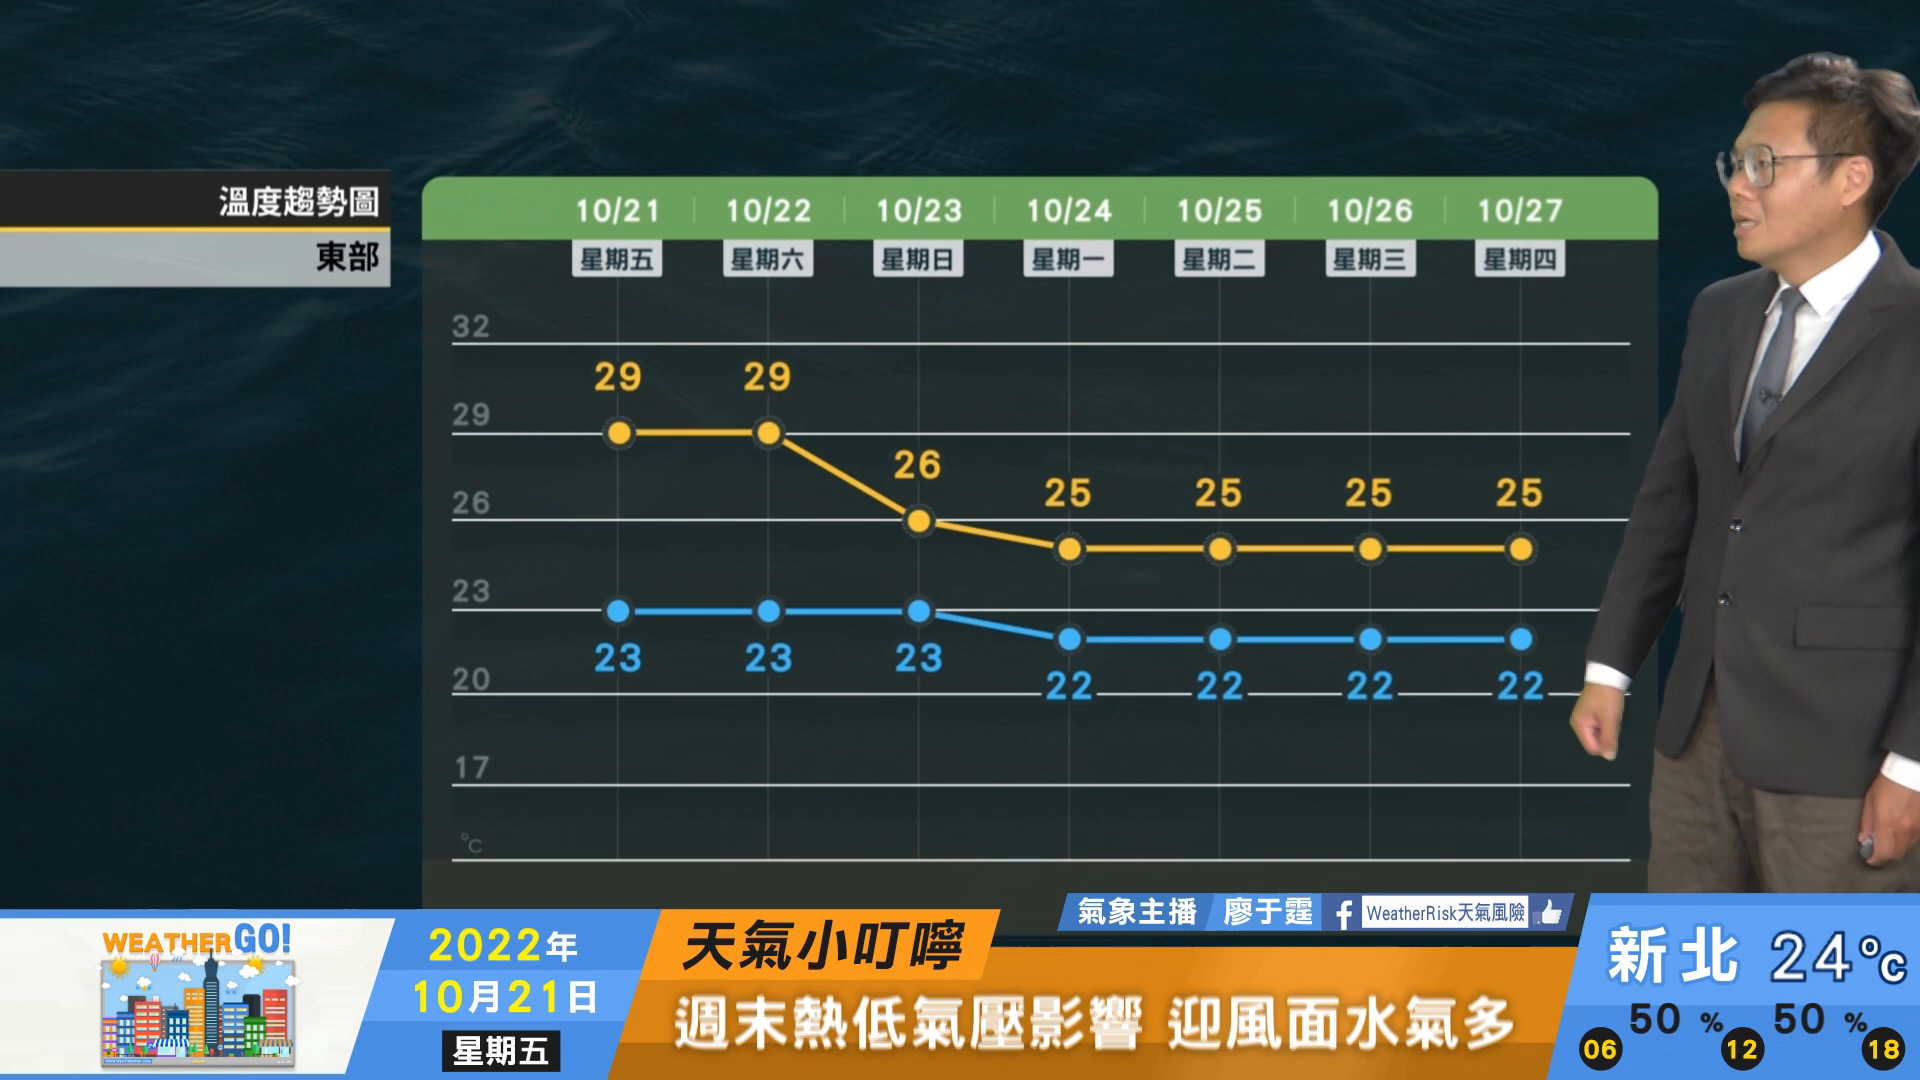 溫度趨勢圖
東部
10/21 10/22 10/23 10/24 10/25 10/26 10/27
星期五 星期六 星期日 星期一 星期二 星期三 星期四
32
29 29
29
26
26
25 25 25 25
23
23 23 23
22 22 22 22
20
17
°C
氣象主播 廖于霆 f WeatherRisk天氣風險
WEATHER GO!
2022年
10月21日
星期五
天氣小叮嚀
週末熱低氣壓影響 迎風面水氣多
新北 24°C
50 % 50 %
06 12 18